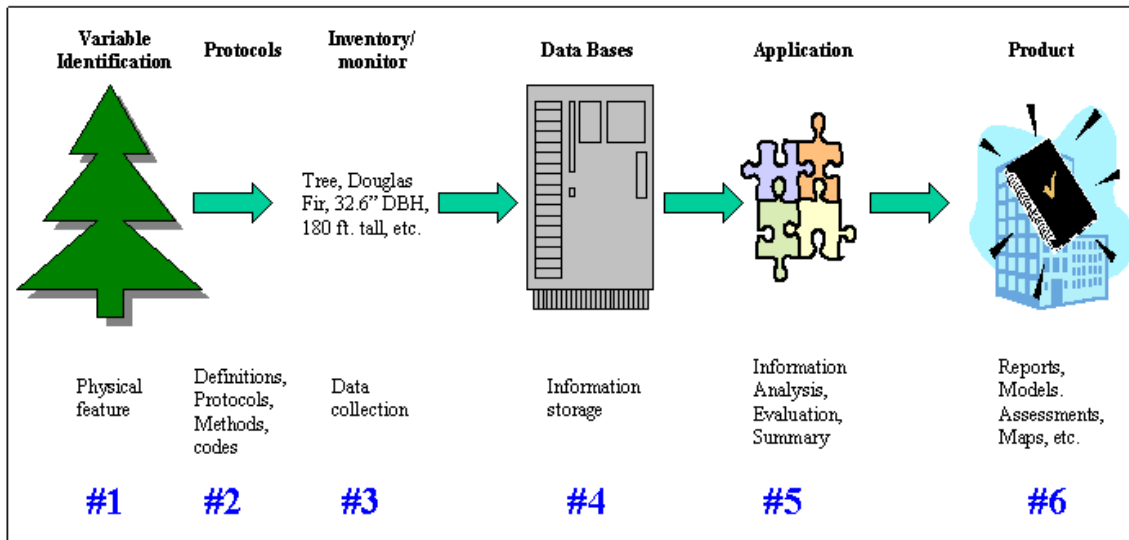 Variable
Identification
Protocols
Inventory/
monitor
Data Bases
Application
Product
Tree, Douglas
Fir, 32.6” DBH,
180 ft. tall, etc.
Physical
feature
Definitions,
Protocols,
Methods,
codes
Data
collection
Information
storage
Information
Analysis,
Evaluation,
Summary
Reports,
Models.
Assessments,
Maps, etc.
#1
#2
#3
#4
#5
#6